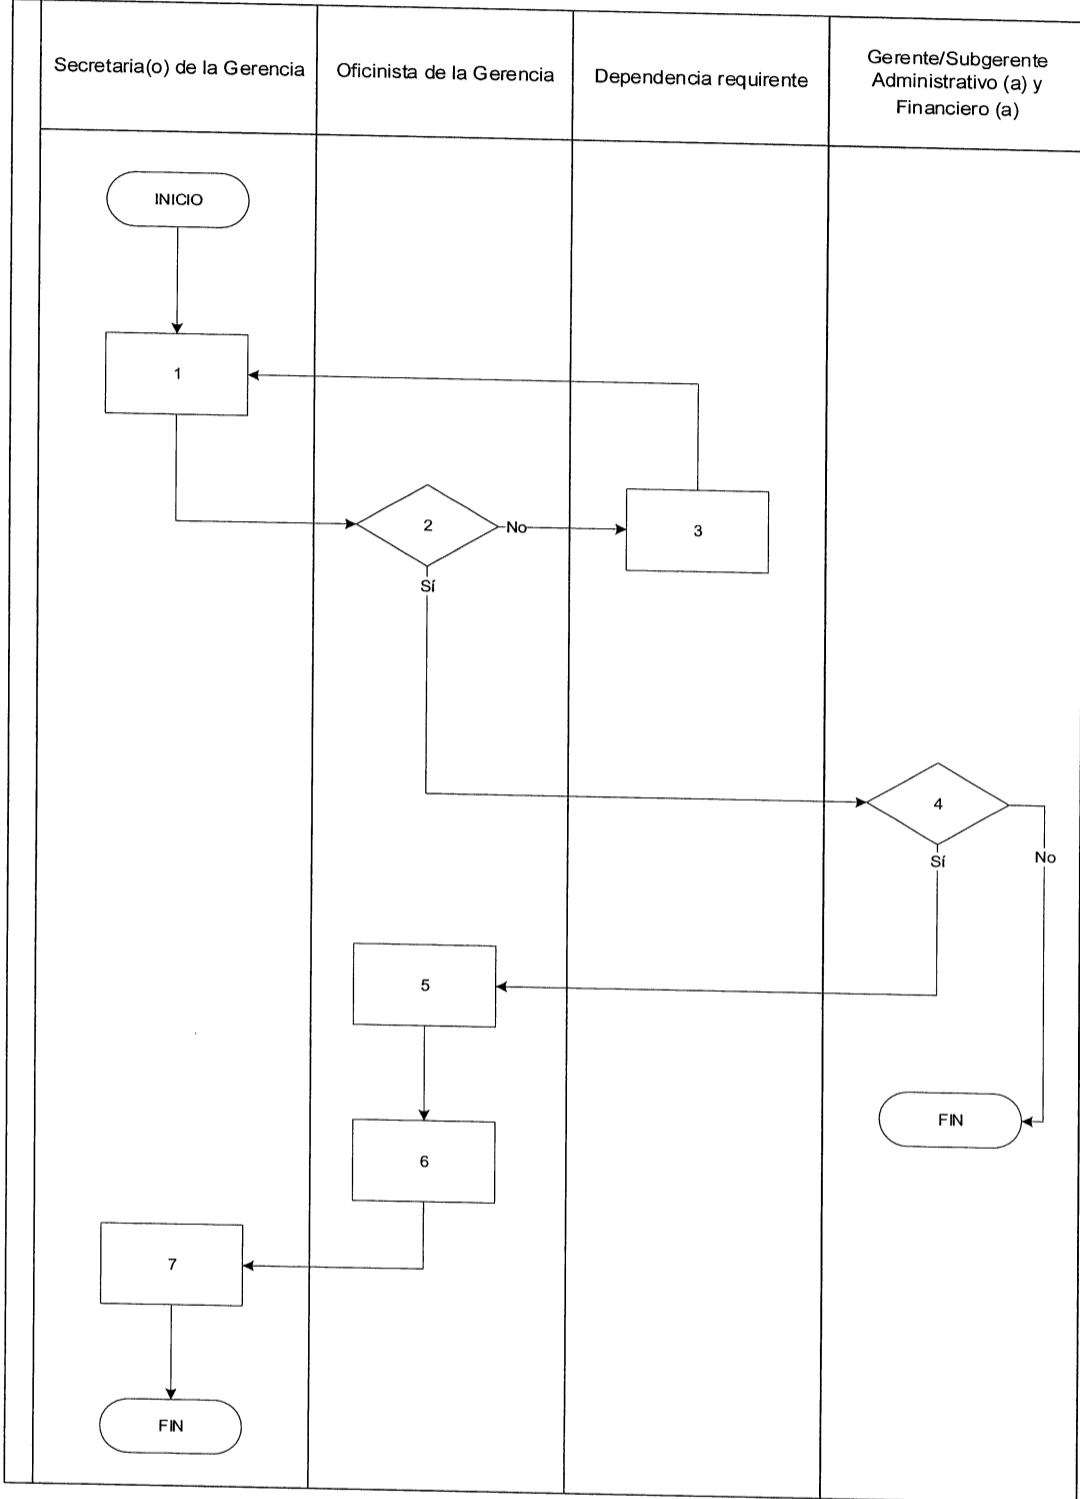 Secretaria(o) de la Gerencia
Oficinista de la Gerencia
Dependencia requirente
Gerente/Subgerente
Administrativo (a) y
Financiero (a)
INICIO
1
2
No
3
Sí
4
Sí
No
5
FIN
6
7
FIN